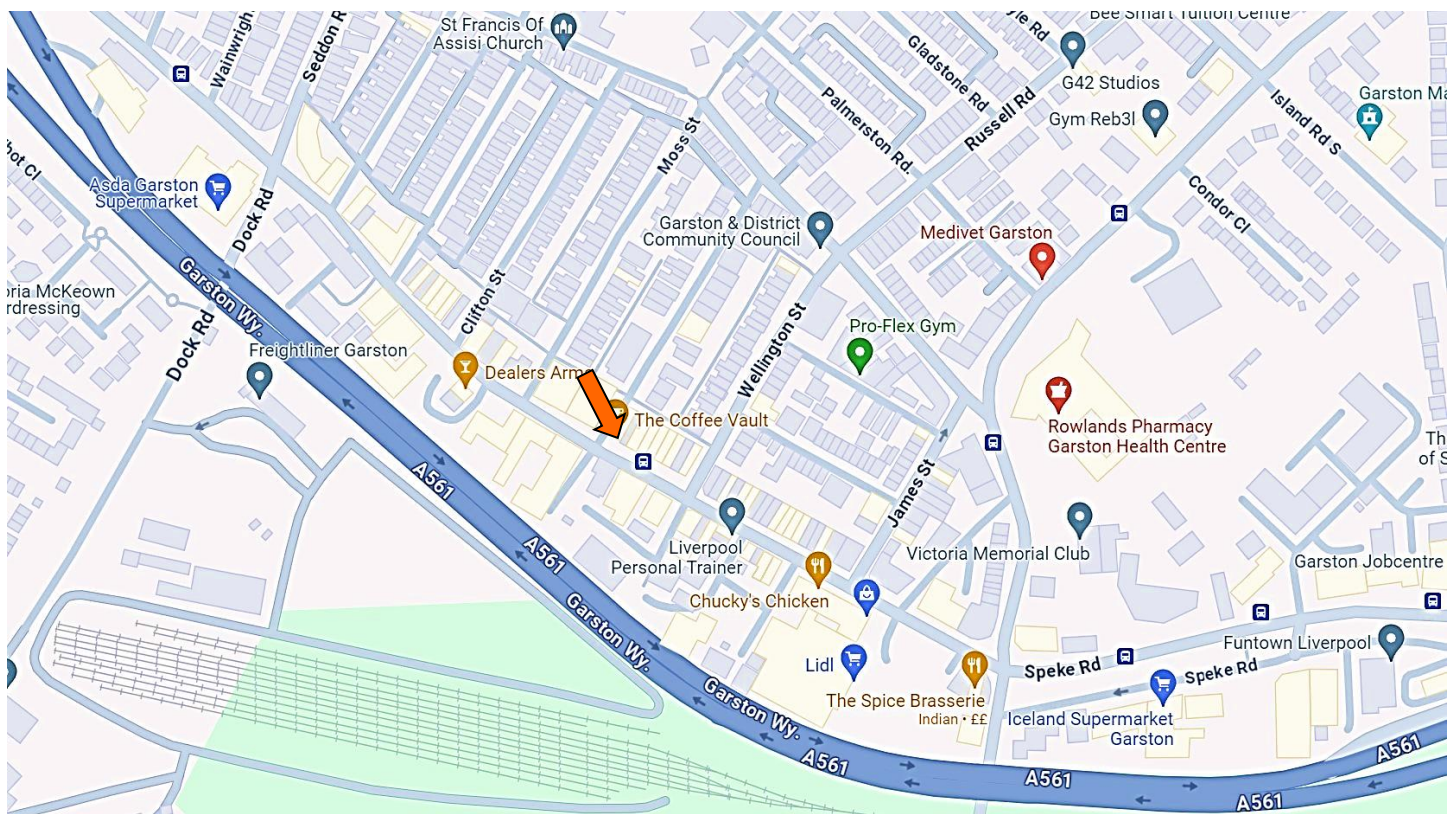 St Francis Of
Assisi Church
Bee Smart Tuition Centre
Seddon R
Gladstone Rd
G42 Studios
Palmerston Rd.
Russell Rd
Gym Reb3l
Island Rd S
Garston Ma
Moss St
Asda Garston
Supermarket
Dock Rd
Condor Cl
Garston & District
Community Council
Medivet Garston
Garston Wy.
Clifton St
Dock Rd
Freightliner Garston
Wellington St
Pro-Flex Gym
Dealers Arm
The Coffee Vault
Rowlands Pharmacy
Garston Health Centre
Th
of S
A561
James St
Liverpool
Personal Trainer
Victoria Memorial Club
A561
Garston Jobcentre
Chucky's Chicken
Garston Wy.
Funtown Liverpool
Lidl
Speke Rd
Speke Rd
The Spice Brasserie
Indian • ££
Garston Wy.
Iceland Supermarket
Garston
A561
A561
A561
A561